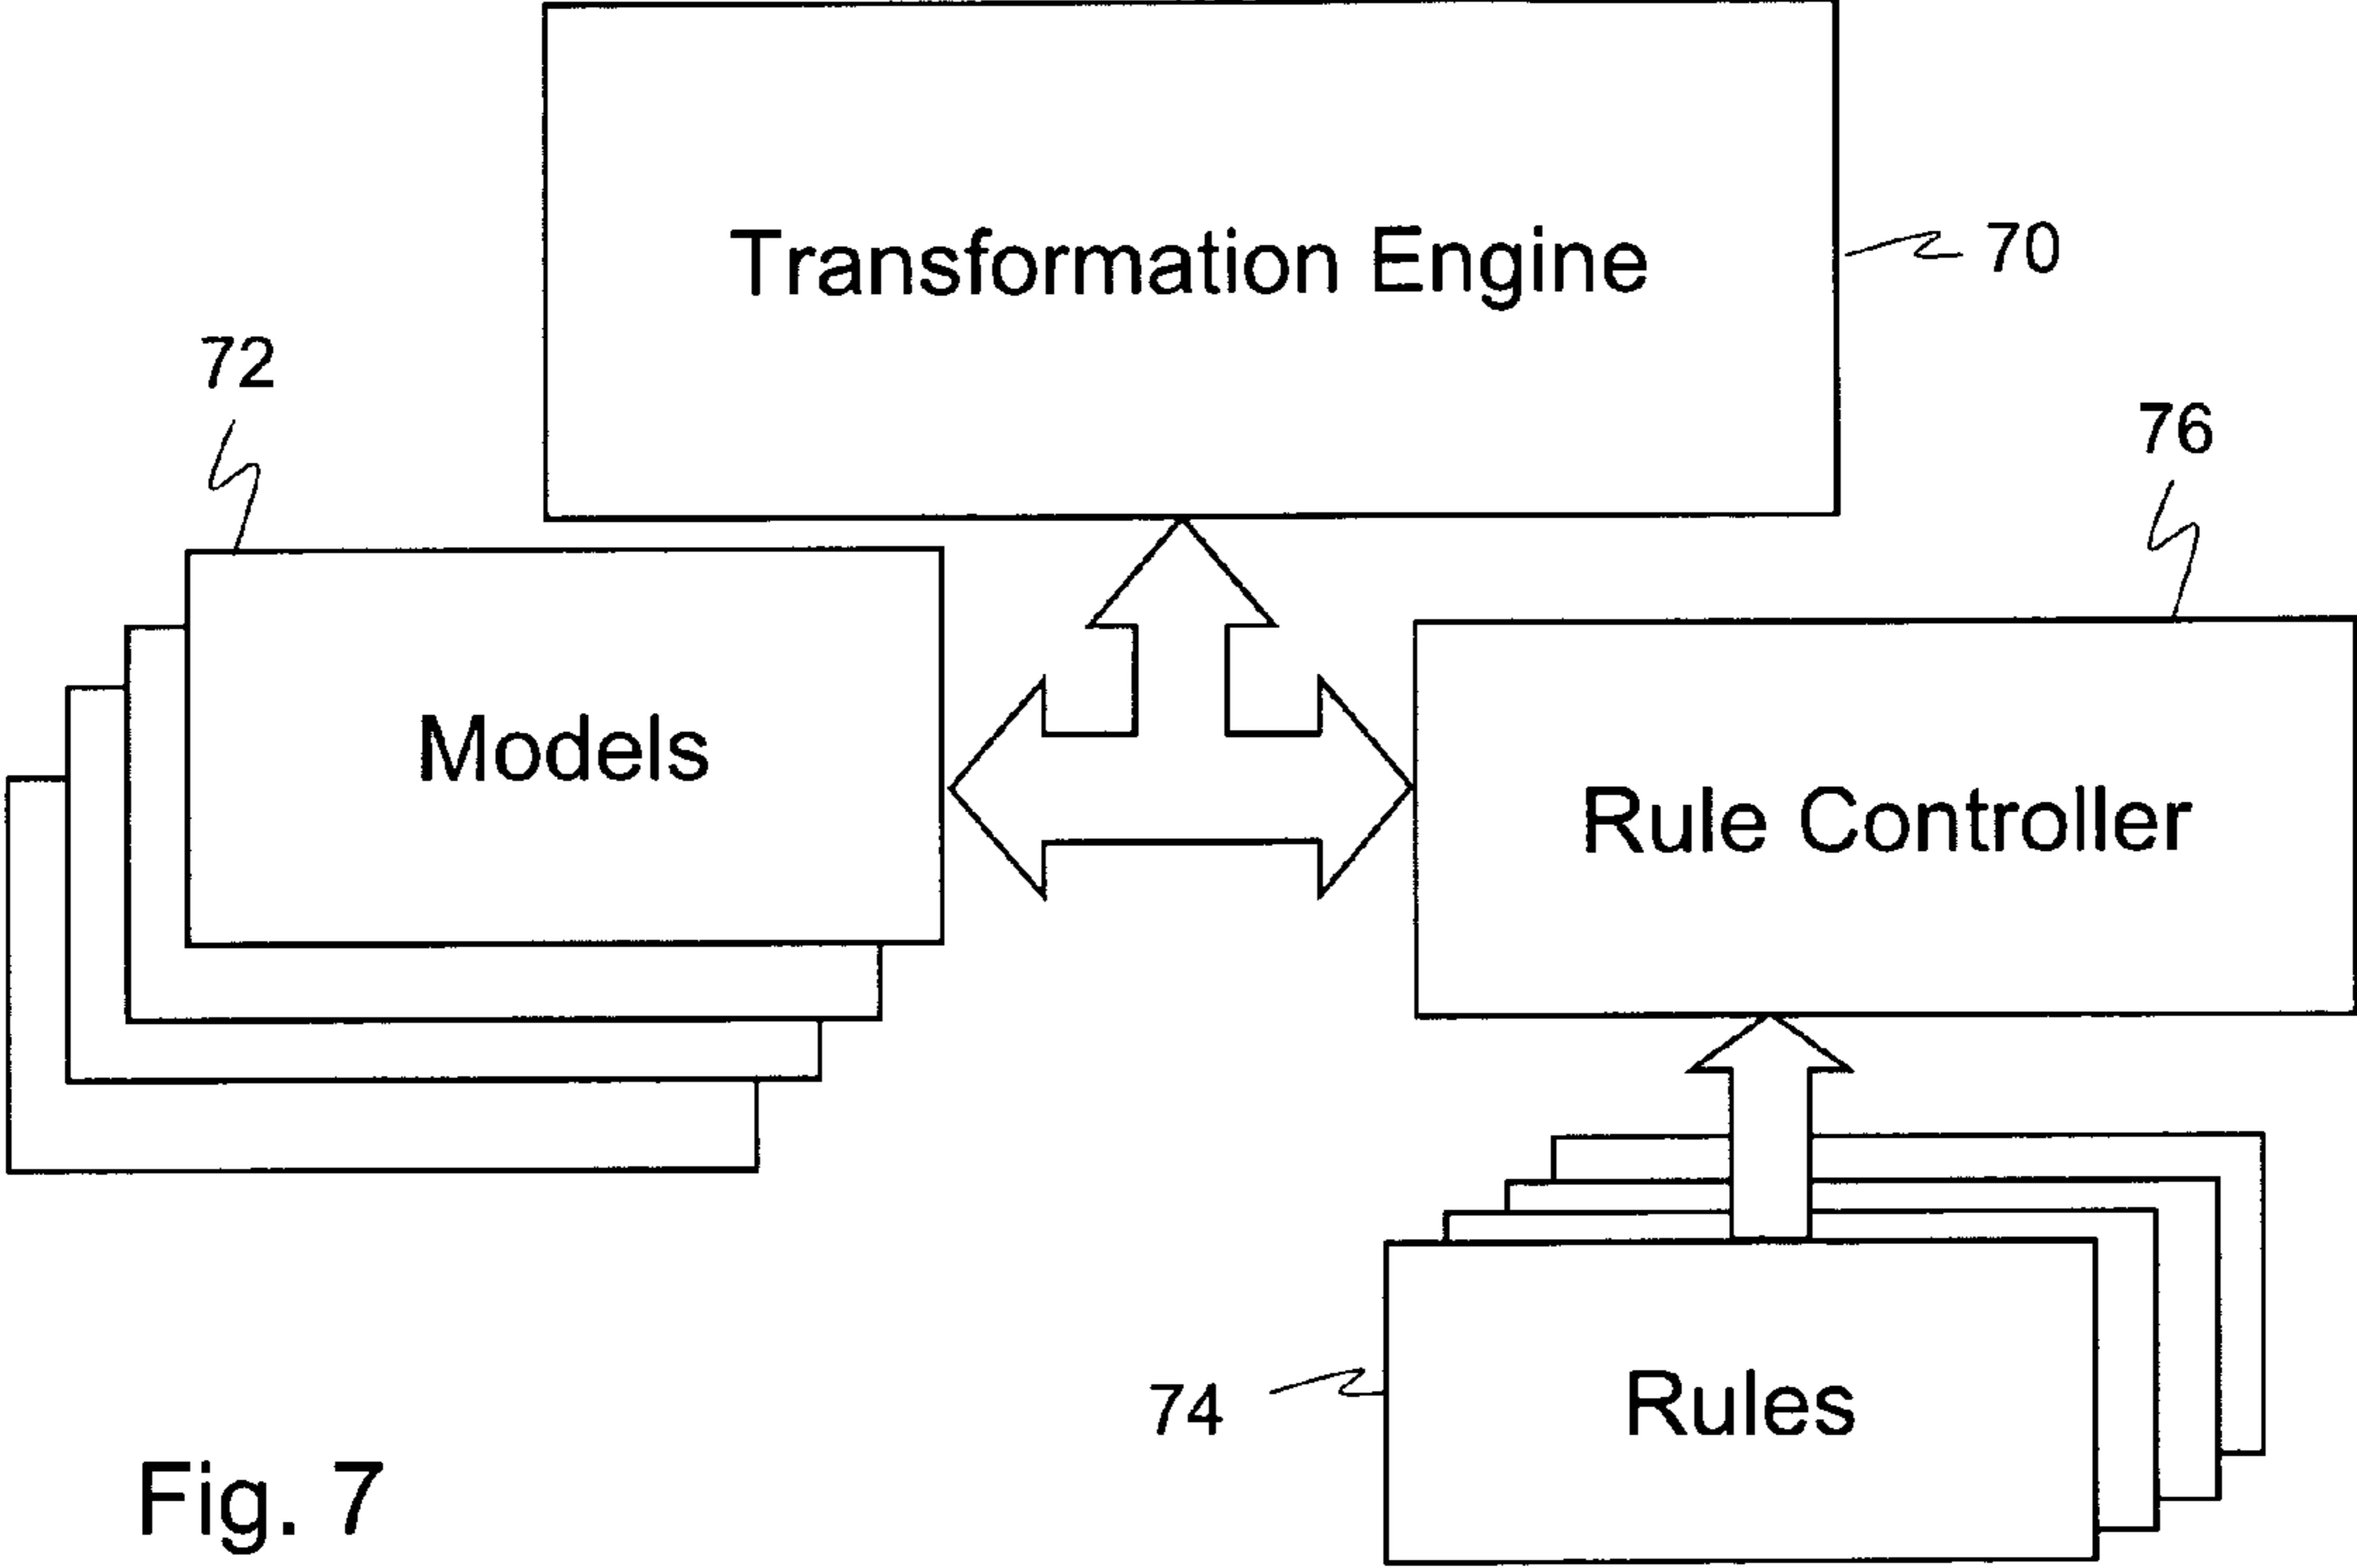 Transformation Engine
70
72
76
Models
Rule Controller
74
Rules
Fig. 7